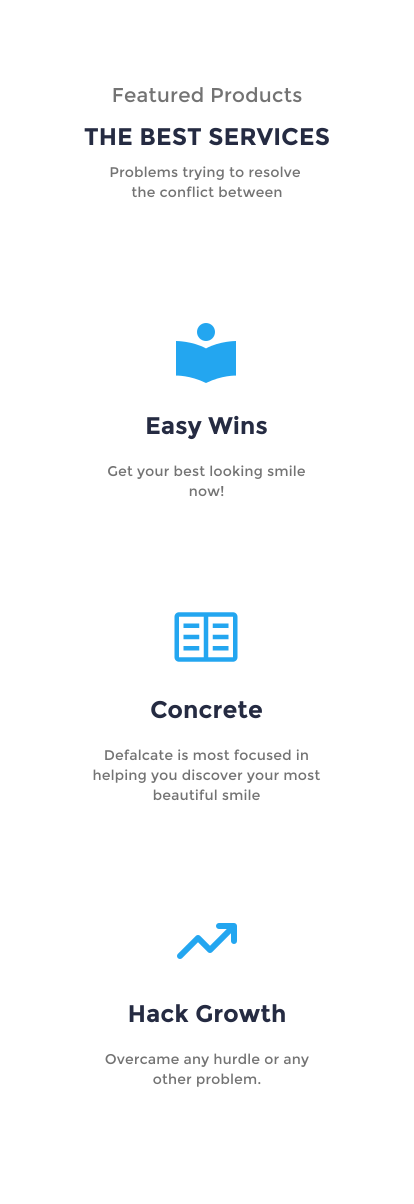 Featured Products
THE BEST SERVICES
Problems trying to resolve
the conflict between
Easy Wins
Get your best looking smile
now!
Concrete
Defalcate is most focused in
helping you discover your most
beautiful smile
Hack Growth
Overcame any hurdle or any
other problem.